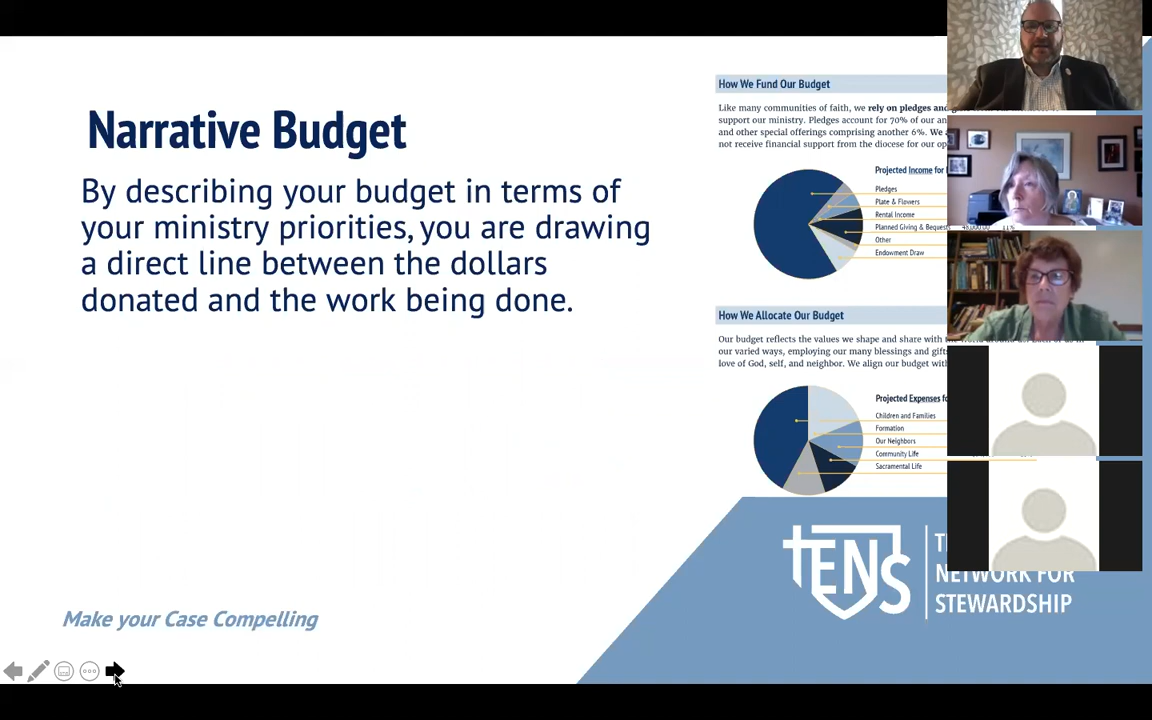 Narrative Budget
By describing your budget in terms of
your ministry priorities, you are drawing
a direct line between the dollars
donated and the work being done.
Make your Case Compelling
How We Fund Our Budget
Like many communities of faith, we rely on pledges and
support our ministry. Pledges account for 70% of our an
and other special offerings comprising another 6%. We
not receive financial support from the diocese for our op
Projected Income for
Pledges
Plate & Flowers
Rental Income
Planned Giving & Bequests
Other
Endowment Draw
How We Allocate Our Budget
Our budget reflects the values we shape and share with
our varied ways, employing our many blessings and gift
love of God, self, and neighbor. We align our budget with
Projected Expenses fo
Children and Families
Formation
Our Neighbors
Community Life
Sacramental Life
TENS
NETWORK FOR
STEWARDSHIP